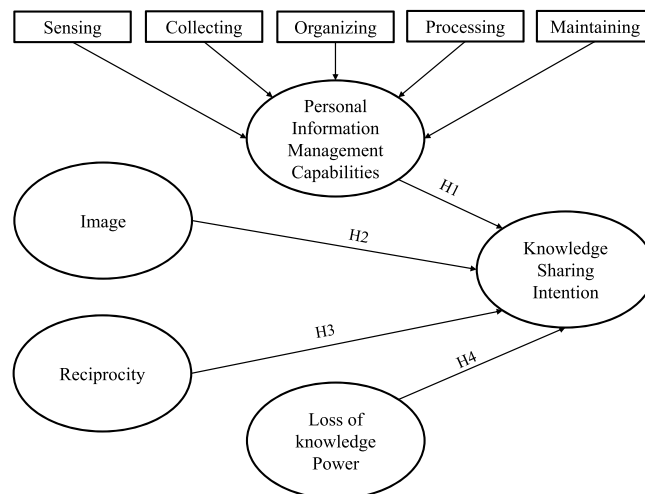 Sensing
Collecting
Organizing
Processing
Maintaining
Personal
Information
Management
Capabilities
H1
Image
H2
Knowledge
Sharing
Intention
H3
Reciprocity
H4
Loss of
knowledge
Power